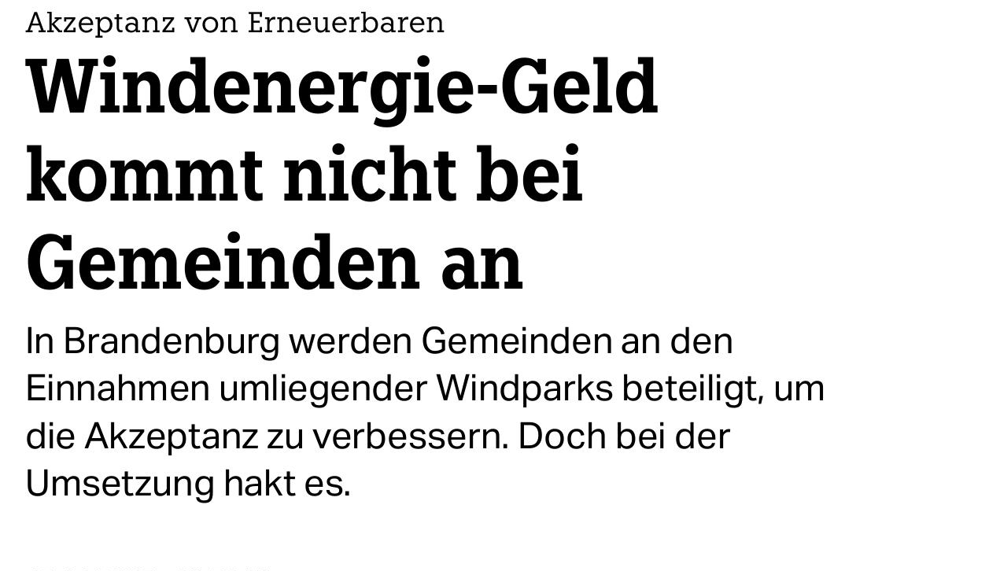 Akzeptanz von Erneuerbaren
Windenergie-Geld
kommt nicht bei
Gemeinden an
In Brandenburg werden Gemeinden an den
Einnahmen umliegender Windparks beteiligt, um
die Akzeptanz zu verbessern. Doch bei der
Umsetzung hakt es.